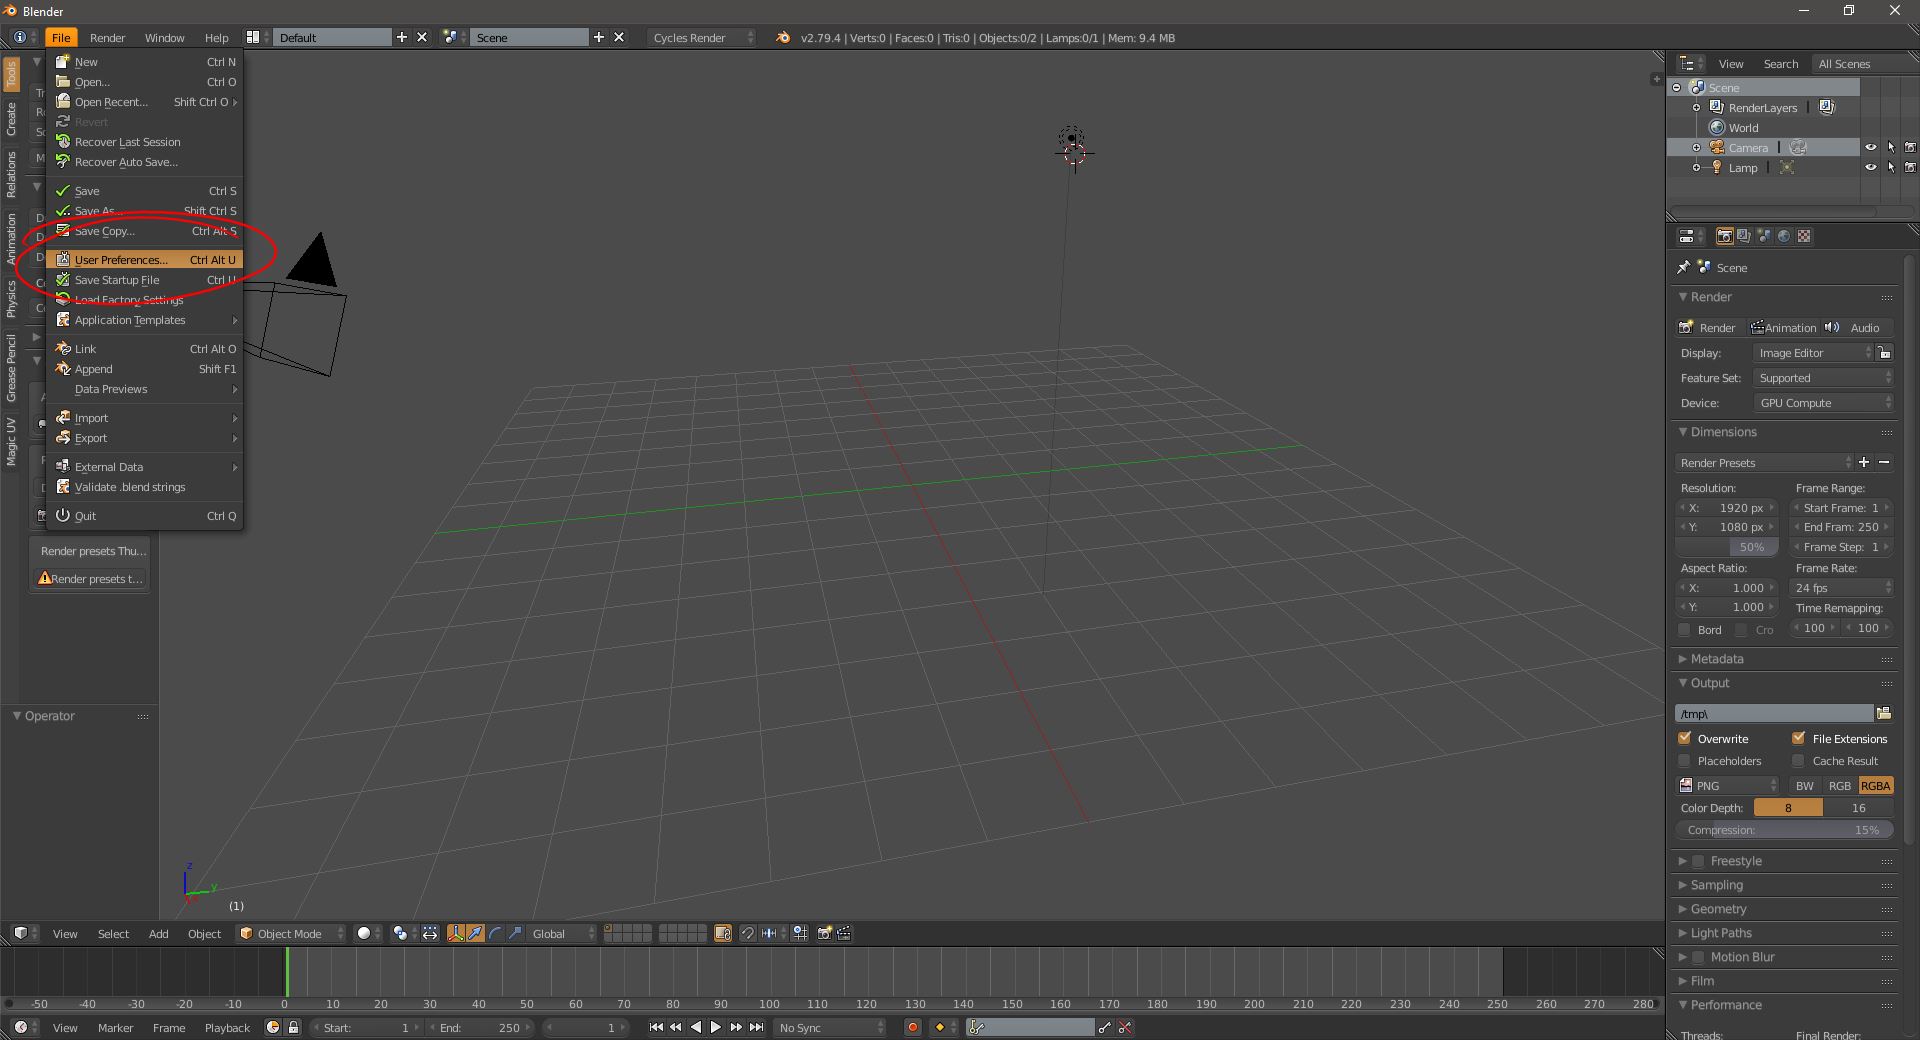 Blender
File Render Window Help Default Scene Cycles Render v2.79.4 | Verts:0 | Faces:0 | Tris:0 | Objects:0/2 | Lamps:0/1 | Mem: 9.4 MB
New Ctrl N
Open... Ctrl O
Open Recent... Shift Ctrl O
Revert
Recover Last Session
Recover Auto Save...
Save Ctrl S
Save As... Shift Ctrl S
Save Copy... Ctrl Alt S
User Preferences... Ctrl Alt U
Save Startup File Ctrl U
Load Factory Settings
Application Templates
Link Ctrl Alt O
Append Shift F1
Data Previews
Import
Export
External Data
Validate .blend strings
Quit Ctrl Q
Tools
Create
Relations
Animation
Physics
Grease Pencil
Magic UV
Render presets Thu...
Render presets t...
Operator
z
y
(1)
View Select Add Object Object Mode Global
View Search All Scenes
Scene
RenderLayers
World
Camera
Lamp
Scene
Render
Render Animation Audio
Display: Image Editor
Feature Set: Supported
Device: GPU Compute
Dimensions
Render Presets
Resolution: Frame Range:
X: 1920 px Start Frame: 1
Y: 1080 px End Fram: 250
50% Frame Step: 1
Aspect Ratio: Frame Rate:
X: 1.000 24 fps
Y: 1.000 Time Remapping:
Bord Cro 100 100
Metadata
Output
/tmp\
Overwrite File Extensions
Placeholders Cache Result
PNG BW RGB RGBA
Color Depth: 8 16
Compression: 15%
Freestyle
Sampling
Geometry
Light Paths
Motion Blur
Film
Performance
Threads: Final Render:
-50 -40 -30 -20 -10 0 10 20 30 40 50 60 70 80 90 100 110 120 130 140 150 160 170 180 190 200 210 220 230 240 250 260 270 280
View Marker Frame Playback Start: 1 End: 250 1 No Sync